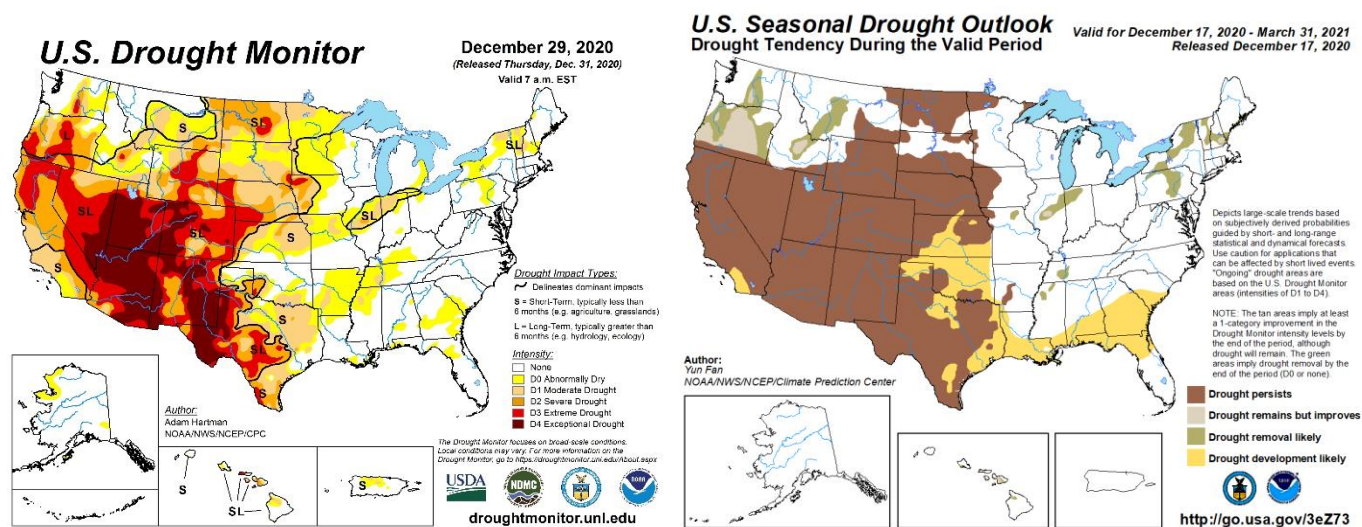 U.S. Drought Monitor
December 29, 2020
(Released Thursday, Dec. 31, 2020)
Valid 7 a.m. EST
S
SL
L
SL
SL
SL
SL
S
S
SL
S
Drought Impact Types:
Delineates dominant impacts
S = Short-Term, typically less than
6 months (e.g. agriculture, grasslands)
L = Long-Term, typically greater than
6 months (e.g. hydrology, ecology)
Intensity:
None
D0 Abnormally Dry
D1 Moderate Drought
D2 Severe Drought
D3 Extreme Drought
D4 Exceptional Drought
Author:
Adam Hartman
NOAA/NWS/NCEP/CPC
S
SL
S
The Drought Monitor focuses on broad-scale conditions.
Local conditions may vary. For more information on the
Drought Monitor, go to https://droughtmonitor.unl.edu/About.aspx
USDA
NDMC
NOAA
droughtmonitor.unl.edu
U.S. Seasonal Drought Outlook
Drought Tendency During the Valid Period
Valid for December 17, 2020 - March 31, 2021
Released December 17, 2020
Depicts large-scale trends based
on subjectively derived probabilities
guided by short- and long-range
statistical and dynamical forecasts.
Use caution for applications that
can be affected by short lived events.
"Ongoing" drought areas are
based on the U.S. Drought Monitor
areas (intensities of D1 to D4).
NOTE: The tan areas imply at least
a 1-category improvement in the
Drought Monitor intensity levels by
the end of the period, although
drought will remain. The green
areas imply drought removal by the
end of the period (D0 or none).
Author:
Yun Fan
NOAA/NWS/NCEP/Climate Prediction Center
Drought persists
Drought remains but improves
Drought removal likely
Drought development likely
NOAA
http://go.usa.gov/3eZ73